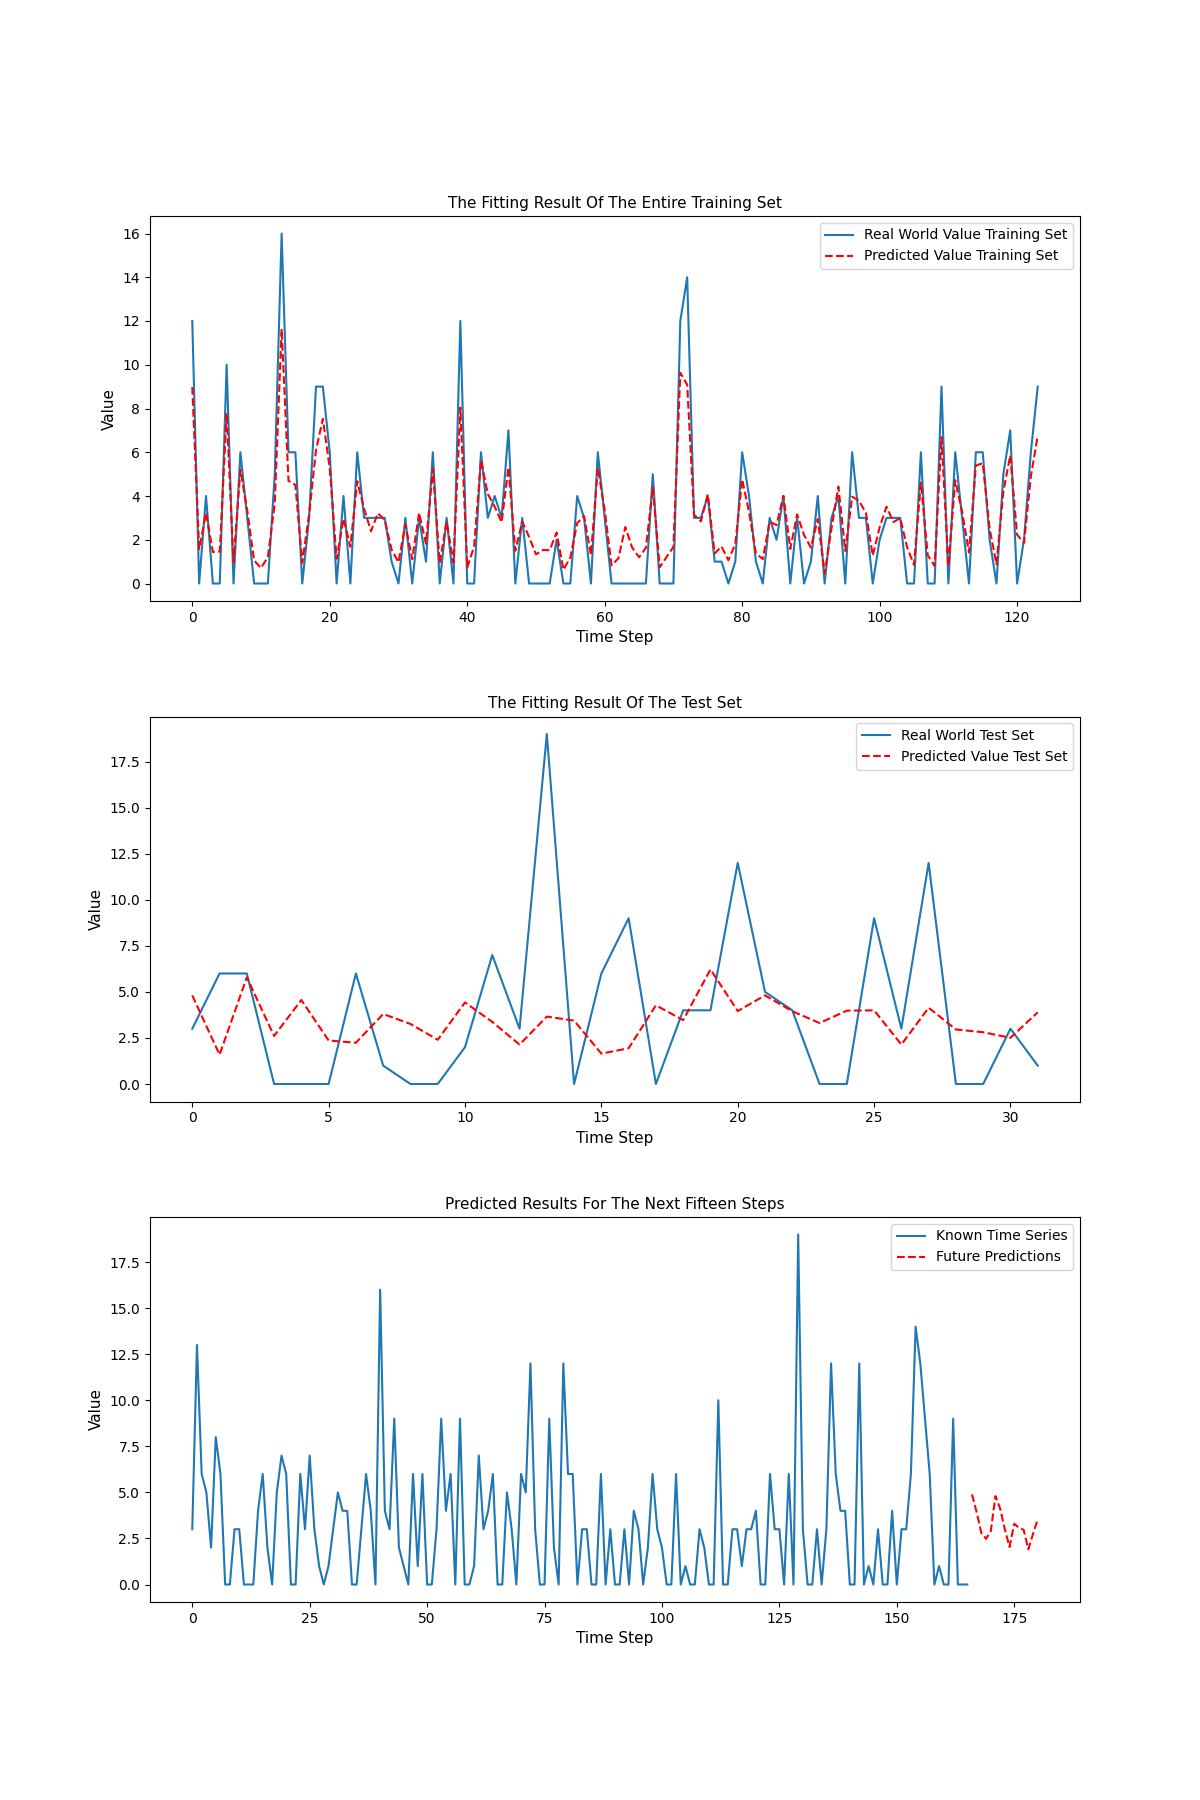 The Fitting Result Of The Entire Training Set
Real World Value Training Set
Predicted Value Training Set
Value
16
14
12
10
8
6
4
2
0
0 20 40 60 80 100 120
Time Step
The Fitting Result Of The Test Set
Real World Test Set
Predicted Value Test Set
Value
17.5
15.0
12.5
10.0
7.5
5.0
2.5
0.0
0 5 10 15 20 25 30
Time Step
Predicted Results For The Next Fifteen Steps
Known Time Series
Future Predictions
Value
17.5
15.0
12.5
10.0
7.5
5.0
2.5
0.0
0 25 50 75 100 125 150 175
Time Step